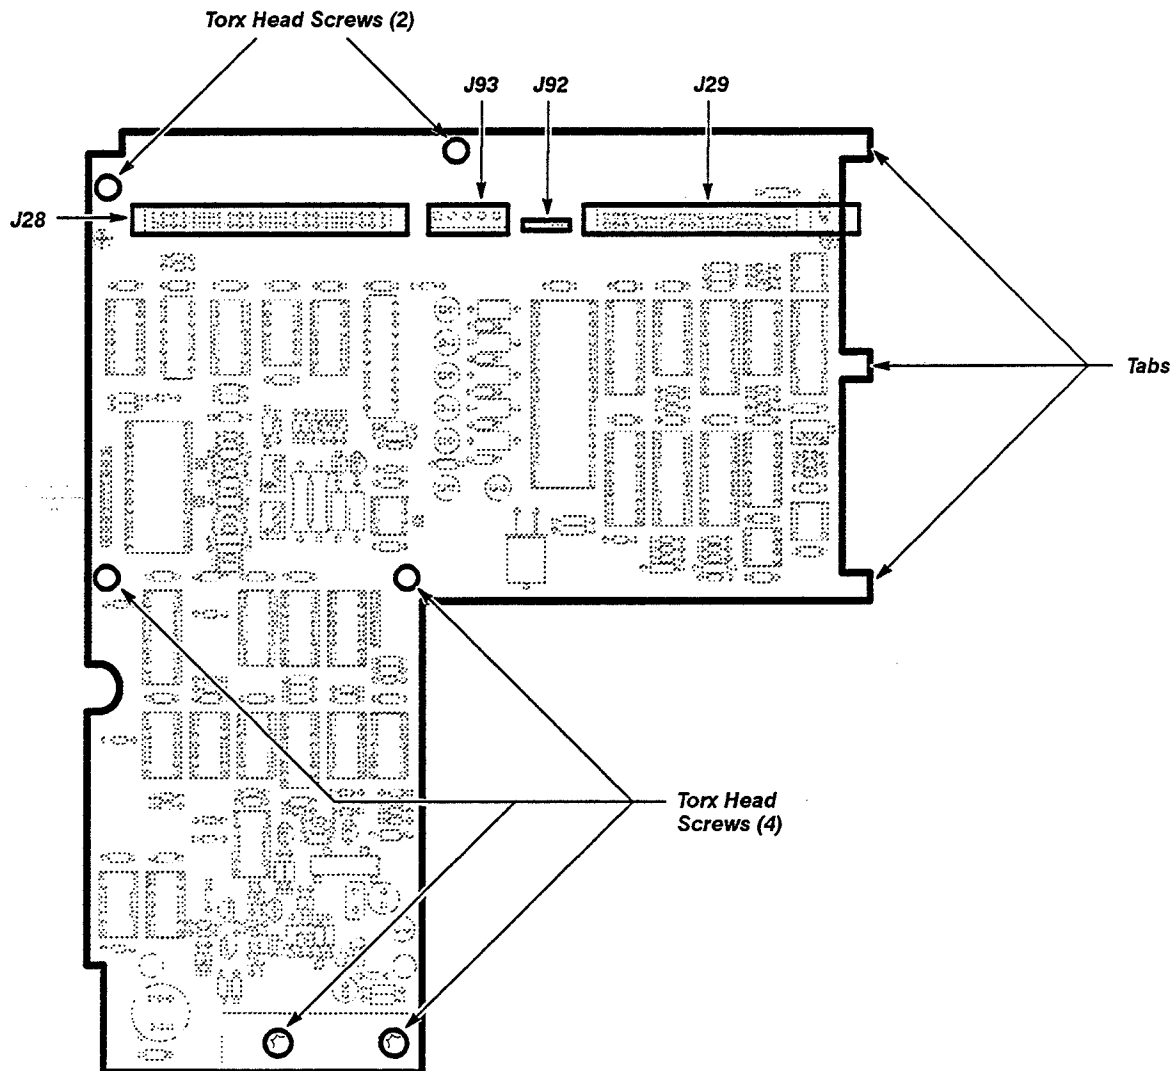 Torx Head Screws (2)
J93
J92
J29
J28
Tabs
Torx Head
Screws (4)